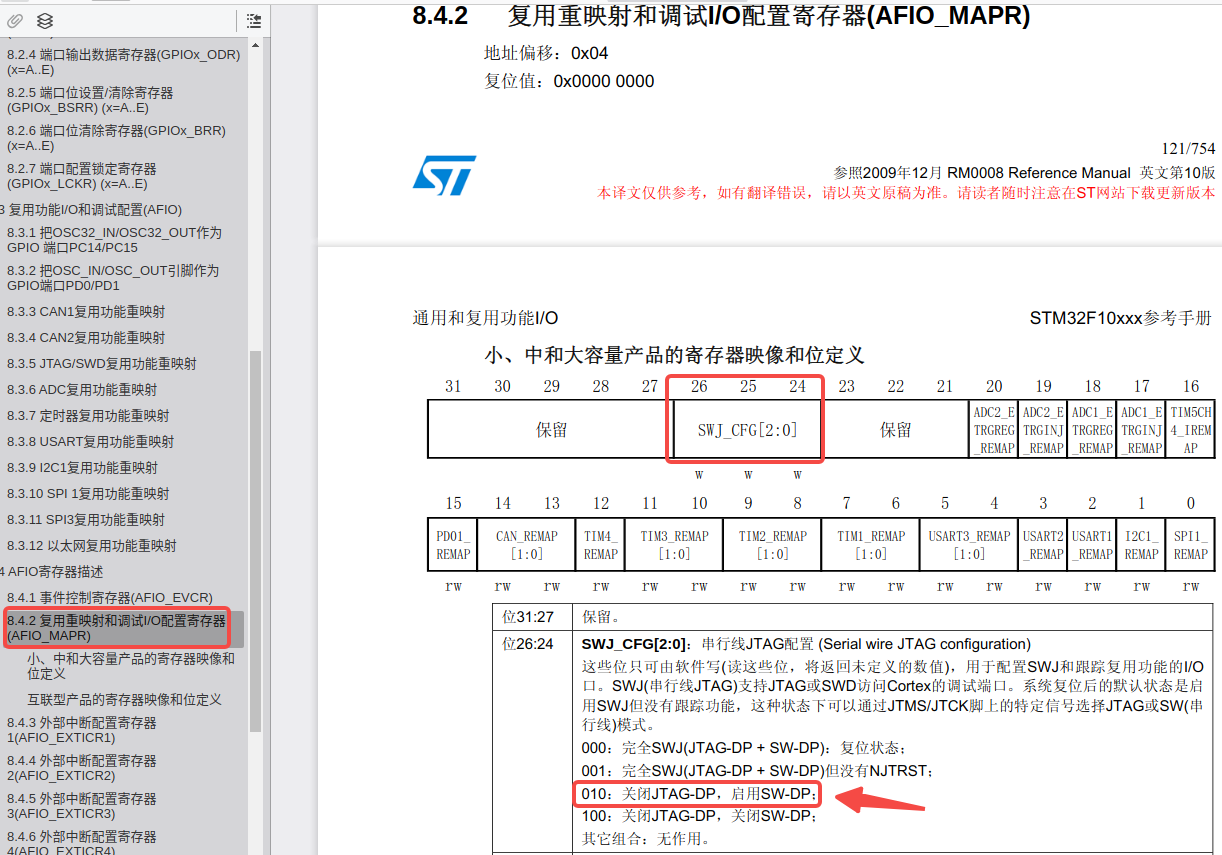 8.2.4 端口输出数据寄存器(GPIOx_ODR)
(x=A..E)
8.2.5 端口位设置/清除寄存器
(GPIOx_BSRR) (x=A..E)
8.2.6 端口位清除寄存器(GPIOx_BRR)
(x=A..E)
8.2.7 端口配置锁定寄存器
(GPIOx_LCKR) (x=A..E)
3 复用功能I/O和调试配置(AFIO)
8.3.1 把OSC32_IN/OSC32_OUT作为
GPIO 端口PC14/PC15
8.3.2 把OSC_IN/OSC_OUT引脚作为
GPIO端口PD0/PD1
8.3.3 CAN1复用功能重映射
8.3.4 CAN2复用功能重映射
8.3.5 JTAG/SWD复用功能重映射
8.3.6 ADC复用功能重映射
8.3.7 定时器复用功能重映射
8.3.8 USART复用功能重映射
8.3.9 I2C1复用功能重映射
8.3.10 SPI 1复用功能重映射
8.3.11 SPI3复用功能重映射
8.3.12 以太网复用功能重映射
4 AFIO寄存器描述
8.4.1 事件控制寄存器(AFIO_EVCR)
8.4.2 复用重映射和调试I/O配置寄存器
(AFIO_MAPR)
小、中和大容量产品的寄存器映像和
位定义
互联型产品的寄存器映像和位定义
8.4.3 外部中断配置寄存器
1(AFIO_EXTICR1)
8.4.4 外部中断配置寄存器
2(AFIO_EXTICR2)
8.4.5 外部中断配置寄存器
3(AFIO_EXTICR3)
8.4.6 外部中断配置寄存器
4(AFIO_EXTICR4)
8.4.2 复用重映射和调试I/O配置寄存器(AFIO_MAPR)
地址偏移：0x04
复位值：0x0000 0000
ST
121/754
参照2009年12月 RM0008 Reference Manual 英文第10版
本译文仅供参考，如有翻译错误，请以英文原稿为准。请读者随时注意在ST网站下载更新版本
通用和复用功能I/O STM32F10xxx参考手册
小、中和大容量产品的寄存器映像和位定义
31 30 29 28 27 26 25 24 23 22 21 20 19 18 17 16
保留 SWJ_CFG[2:0] 保留 ADC2_E ADC2_E ADC1_E ADC1_E TIM5CH
TRGREG TRGINJ TRGREG TRGINJ 4_IREM
_REMAP _REMAP _REMAP _REMAP AP
w w w
15 14 13 12 11 10 9 8 7 6 5 4 3 2 1 0
PD01_ CAN_REMAP TIM4_ TIM3_REMAP TIM2_REMAP TIM1_REMAP USART3_REMAP USART2 USART1 I2C1_ SPI1_
REMAP [1:0] REMAP [1:0] [1:0] [1:0] [1:0] _REMAP _REMAP REMAP REMAP
rw rw rw rw rw rw rw rw rw rw rw rw rw rw rw rw
位31:27 保留。
位26:24 SWJ_CFG[2:0]：串行线JTAG配置 (Serial wire JTAG configuration)
这些位只可由软件写(读这些位，将返回未定义的数值)，用于配置SWJ和跟踪复用功能的I/O
口。SWJ(串行线JTAG)支持JTAG或SWD访问Cortex的调试端口。系统复位后的默认状态是启
用SWJ但没有跟踪功能，这种状态下可以通过JTMS/JTCK脚上的特定信号选择JTAG或SW(串
行线)模式。
000：完全SWJ(JTAG-DP + SW-DP)：复位状态；
001：完全SWJ(JTAG-DP + SW-DP)但没有NJTRST；
010：关闭JTAG-DP，启用SW-DP；
100：关闭JTAG-DP，关闭SW-DP；
其它组合：无作用。